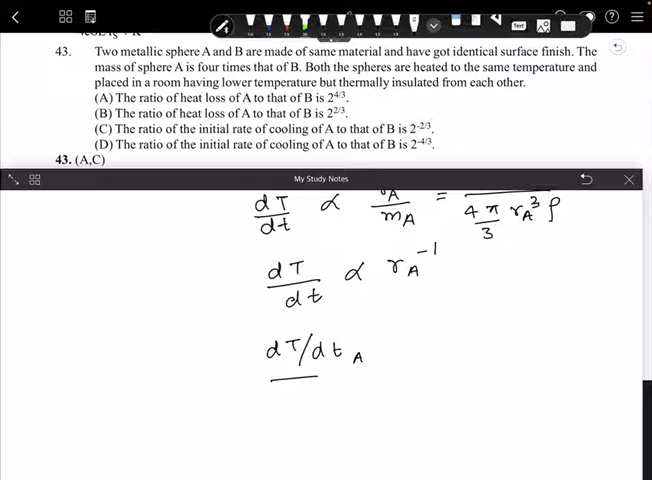 43. Two metallic sphere A and B are made of same material and have got identical surface finish. The
mass of sphere A is four times that of B. Both the spheres are heated to the same temperature and
placed in a room having lower temperature but thermally insulated from each other.
(A) The ratio of heat loss of A to that of B is 2^{4/3}.
(B) The ratio of heat loss of A to that of B is 2^{2/3}.
(C) The ratio of the initial rate of cooling of A to that of B is 2^{-2/3}.
(D) The ratio of the initial rate of cooling of A to that of B is 2^{-4/3}.
43. (A,C)
My Study Notes
dT/dt ∝ /m_A = /(4π/3 r_A^3 ρ)
dT/dt ∝ r_A^{-1}
dT/dt_A